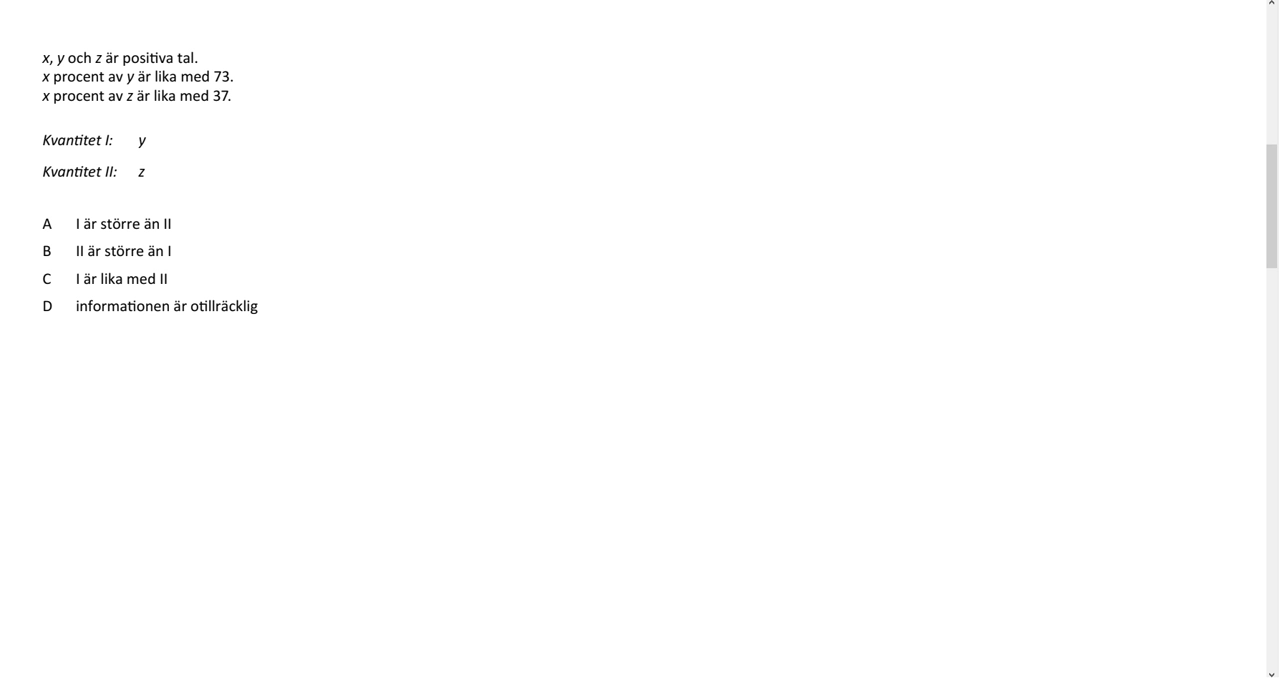 x, y och z är positiva tal.
x procent av y är lika med 73.
x procent av z är lika med 37.
Kvantitet I: y
Kvantitet II: z
A I är större än II
B II är större än I
C I är lika med II
D informationen är otillräcklig